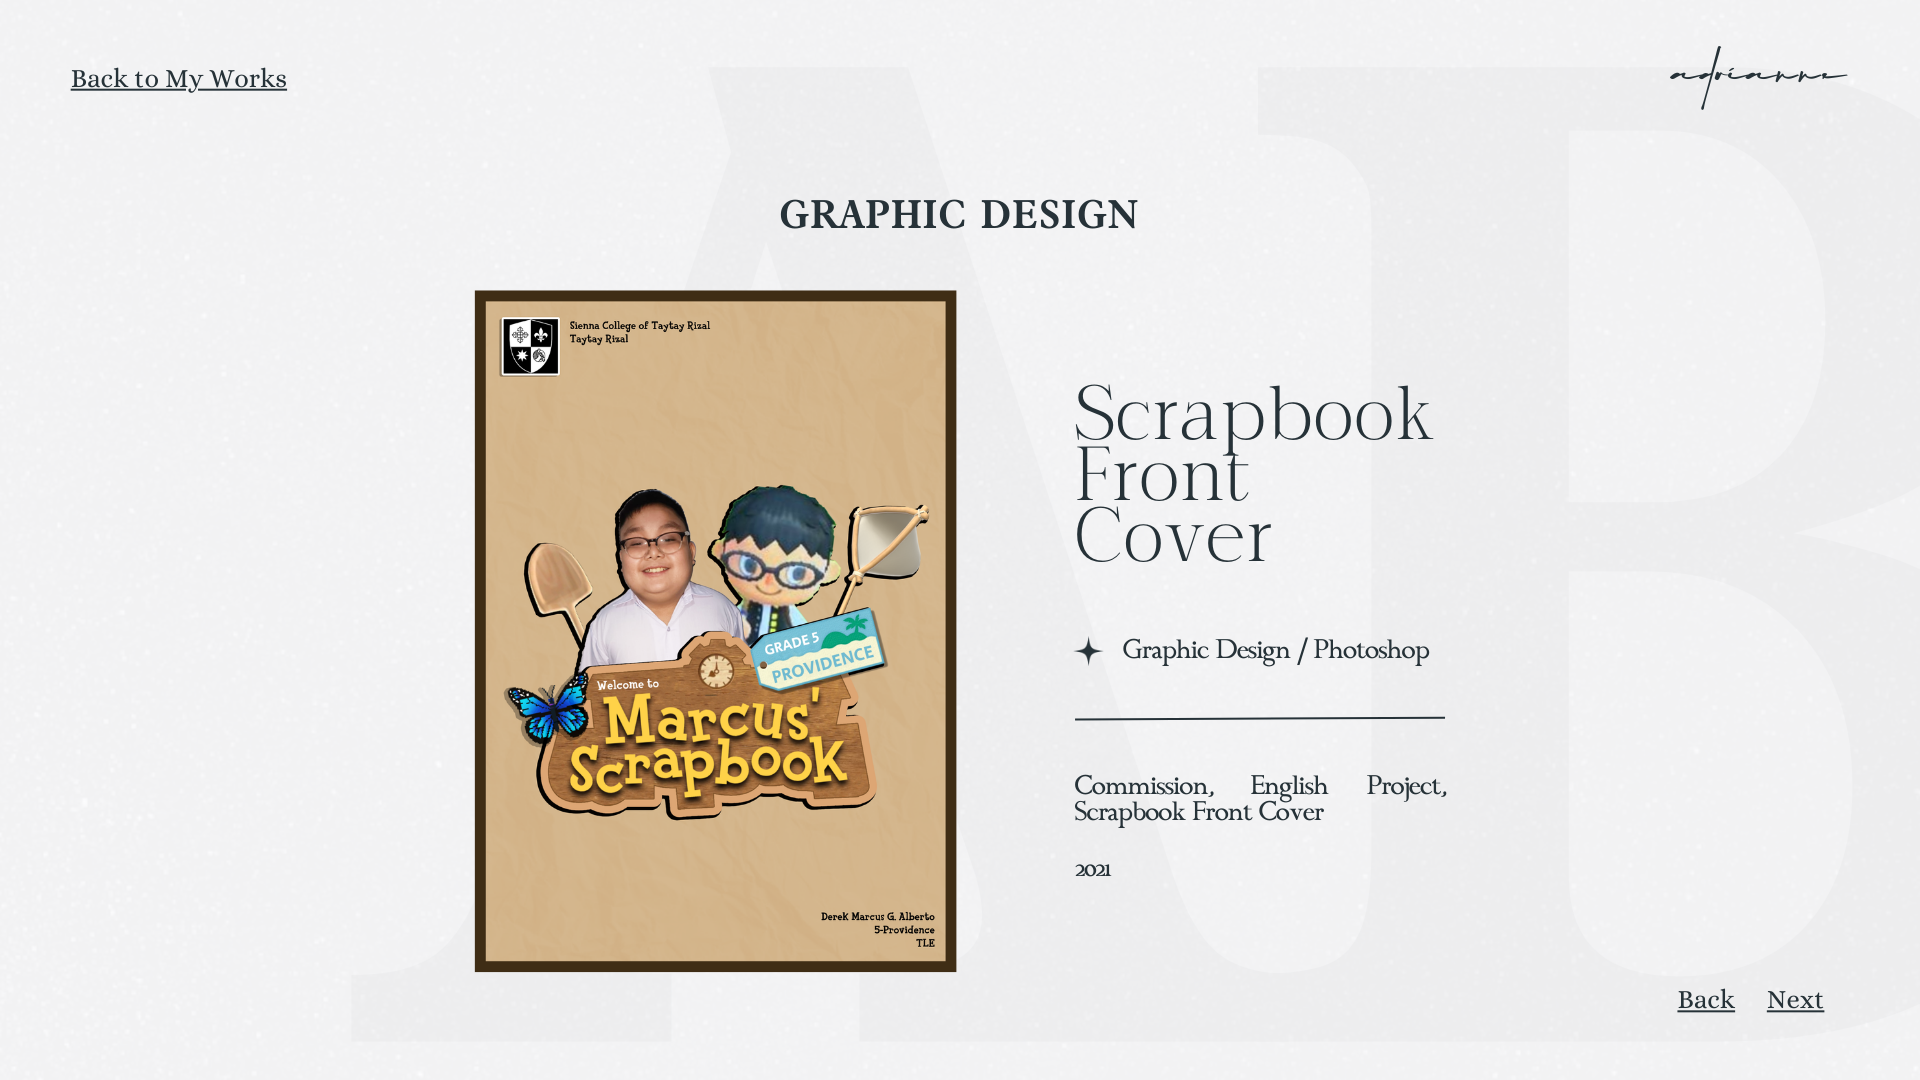 Back to My Works
adrianne
GRAPHIC DESIGN
Sienna College of Taytay Rizal
Taytay Rizal
GRADE 5
PROVIDENCE
Welcome to
Marcus'
Scrapbook
Derek Marcus G. Alberto
5-Providence
TLE
Scrapbook
Front
Cover
Graphic Design / Photoshop
Commission, English Project,
Scrapbook Front Cover
2021
Back Next
AB